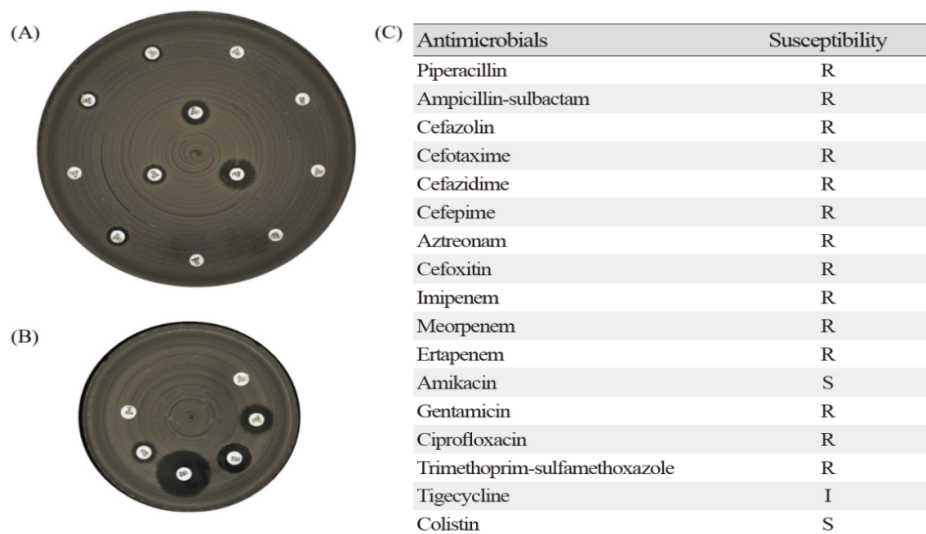 (A)
(B)
(C)
Antimicrobials Susceptibility
Piperacillin R
Ampicillin-sulbactam R
Cefazolin R
Cefotaxime R
Cefazidime R
Cefepime R
Aztreonam R
Cefoxitin R
Imipenem R
Meorpenem R
Ertapenem R
Amikacin S
Gentamicin R
Ciprofloxacin R
Trimethoprim-sulfamethoxazole R
Tigecycline I
Colistin S